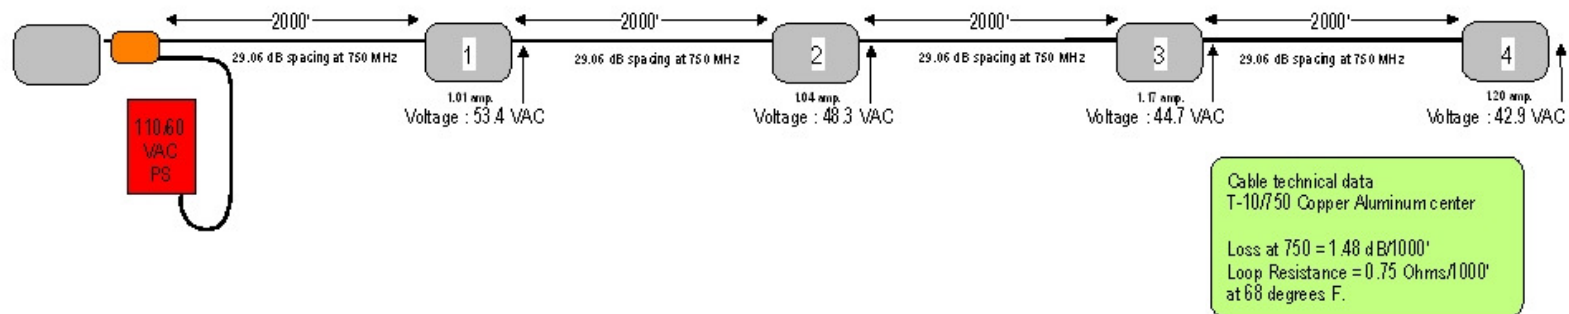 2000'
2000'
2000'
2000'
1
2
3
4
29.06 dB spacing at 750 MHz
29.06 dB spacing at 750 MHz
29.06 dB spacing at 750 MHz
29.06 dB spacing at 750 MHz
1.01 amp.
1.04 amp.
1.17 amp.
1.20 amp.
Voltage : 53.4 VAC
Voltage : 48.3 VAC
Voltage : 44.7 VAC
Voltage : 42.9 VAC
110/60
VAC
PS
Cable technical data
T-10/750 Copper Aluminum center
Loss at 750 = 1.48 dB/1000'
Loop Resistance = 0.75 Ohms/1000'
at 68 degrees F.